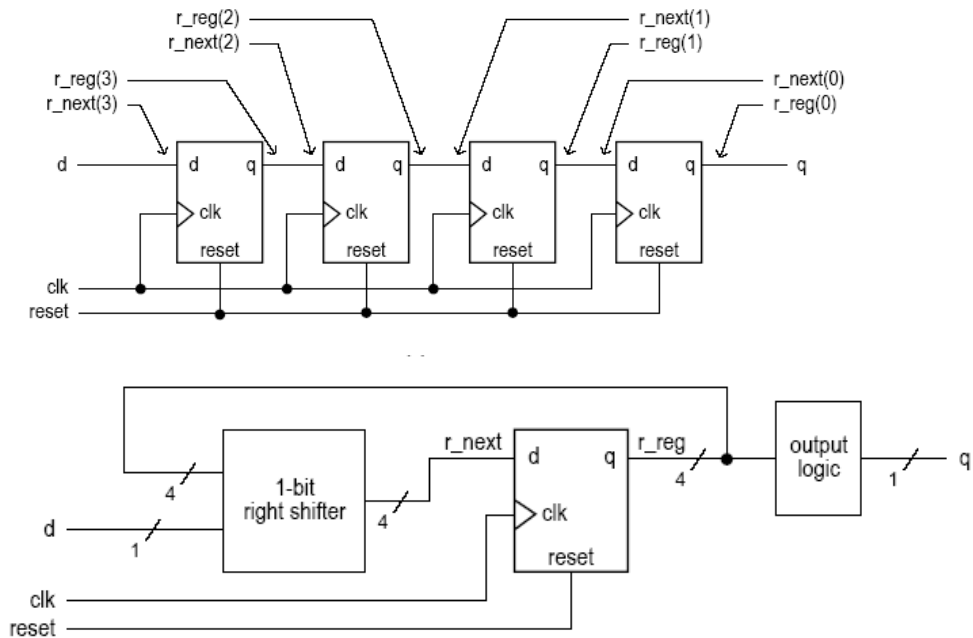 r_reg(2)
r_next(2)
r_next(1)
r_reg(1)
r_reg(3)
r_next(3)
r_next(0)
r_reg(0)
d d q d q d q d q q
clk clk clk clk
reset reset reset reset
clk
reset
r_next d q r_reg output
logic q
4 1-bit
right shifter 4 4 1
d 1 clk
reset
clk
reset